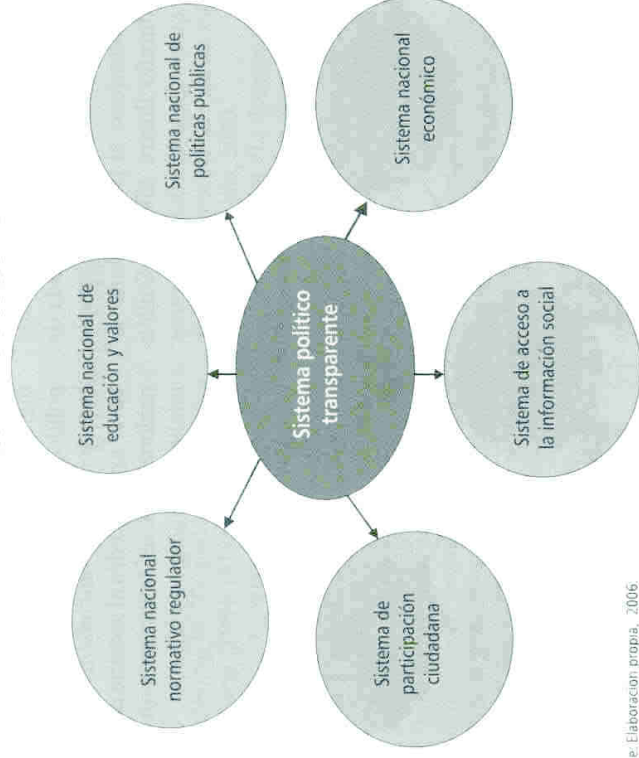 Sistema nacional de
educación y valores
Sistema nacional de
políticas públicas
Sistema nacional
normativo regulador
Sistema político
transparente
Sistema nacional
económico
Sistema de
participación
ciudadana
Sistema de acceso a
la información social
e: Elaboración propia, 2006.